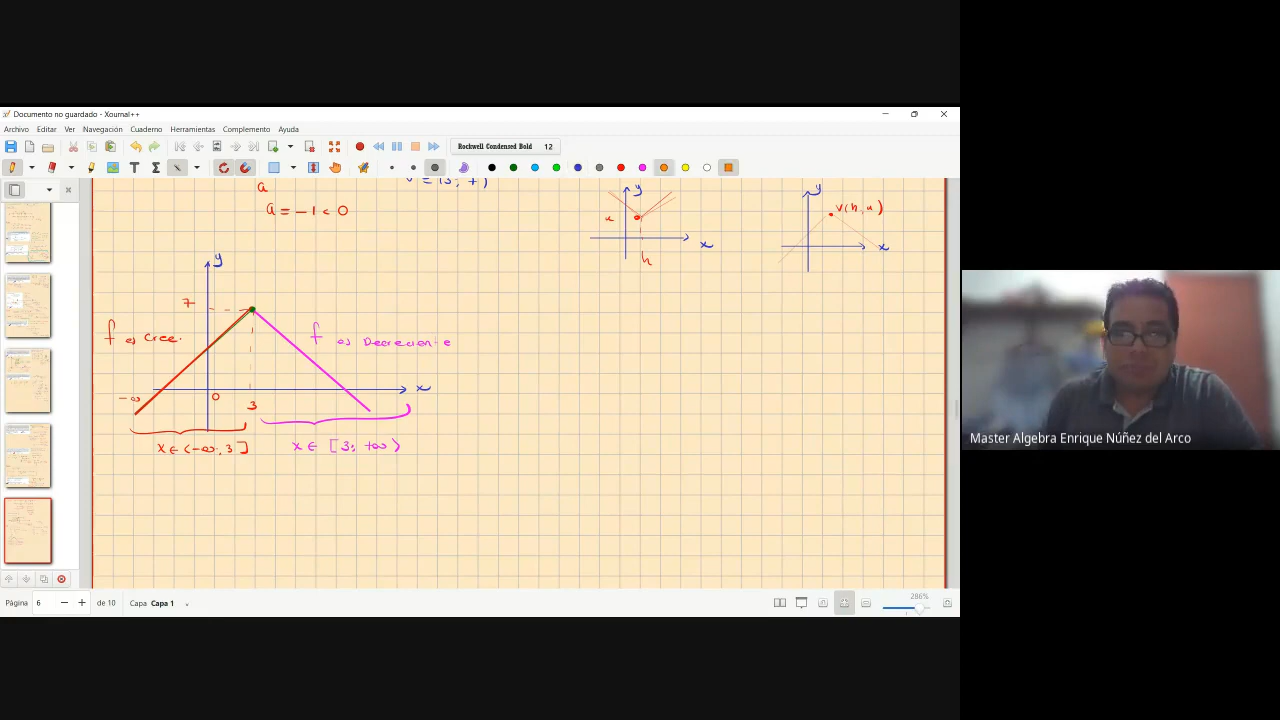 Documento no guardado - Xournal++
Archivo Editar Ver Navegación Cuaderno Herramientas Complemento Ayuda
Rockwell Condensed Bold 12
a
a = -1 < 0
y
x
h
y
V(h,k)
x
y
7
f es Crec.
f es Decreciente
-∞
0
3
x
x ∈ (-∞; 3]
x ∈ [3; +∞)
Master Algebra Enrique Núñez del Arco
Página 6 de 10 Capa Capa 1
286%